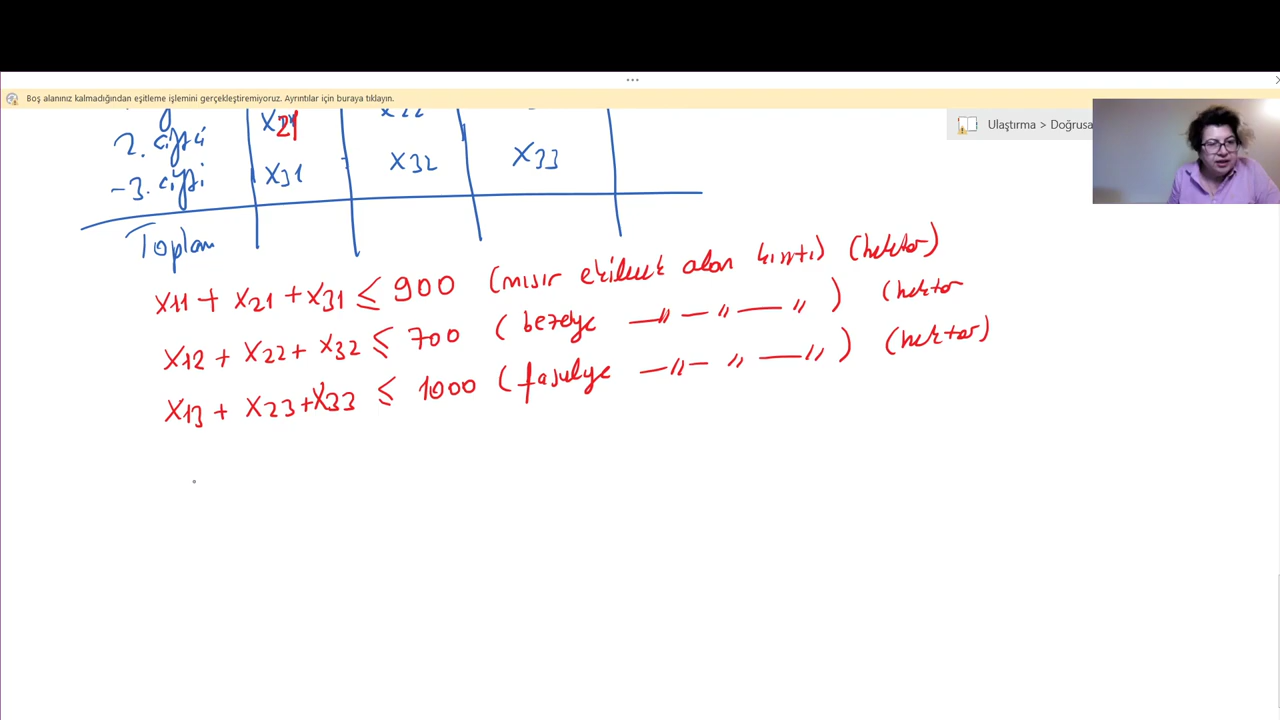 Boş alanınız kalmadığından eşitleme işlemini gerçekleştiremiyoruz. Ayrıntılar için buraya tıklayın.
Ulaştırma > Doğrusa
2. çiftçi X21 X22
3. çiftçi X31 X32 X33
Toplam
X11 + X21 + X31 ≤ 900 (mısır ekilecek alan kısıtı) (hektar)
X12 + X22 + X32 ≤ 700 (bezelye —〃— 〃 — 〃) (hektar
X13 + X23 + X33 ≤ 1000 (fasulye —〃— 〃 — 〃) (hektar)